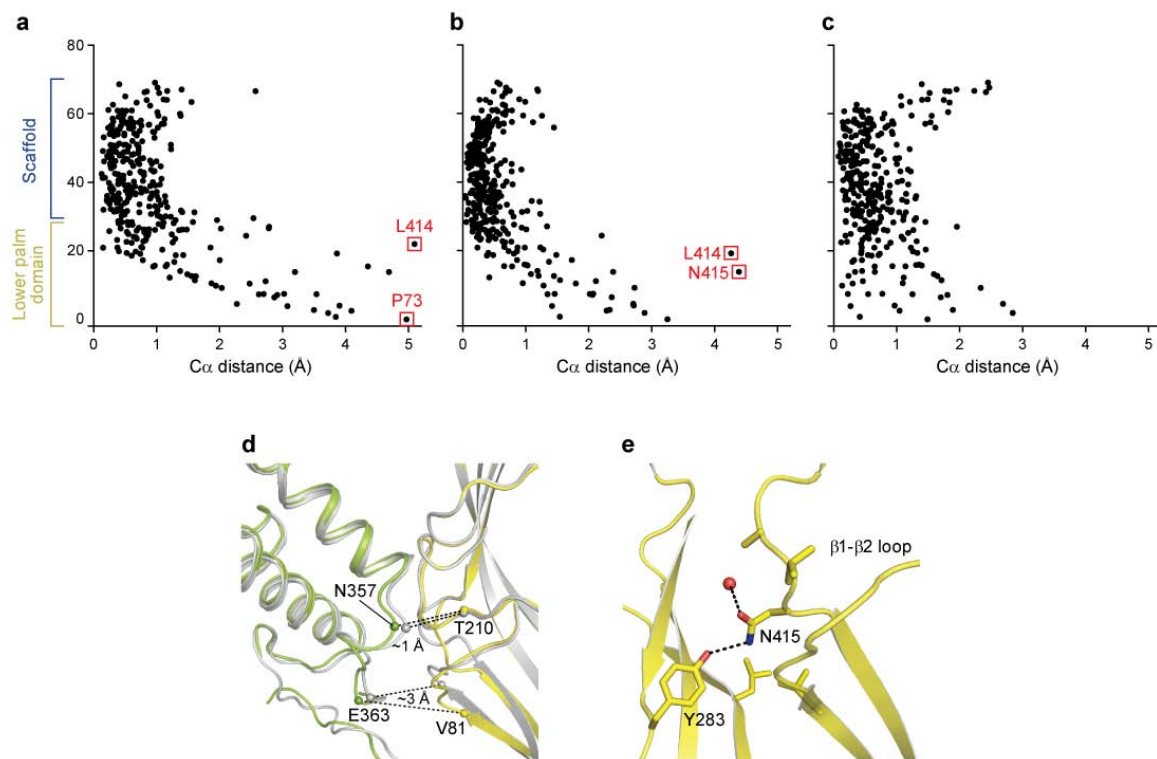 a
b
c
80
60
40
20
0
Scaffold
Lower palm
domain
L414
P73
L414
N415
0 1 2 3 4 5
0 1 2 3 4 5
0 1 2 3 4 5
Cα distance (Å)
Cα distance (Å)
Cα distance (Å)
d
e
N357
T210
~1 Å
~3 Å
E363
V81
β1-β2 loop
N415
Y283